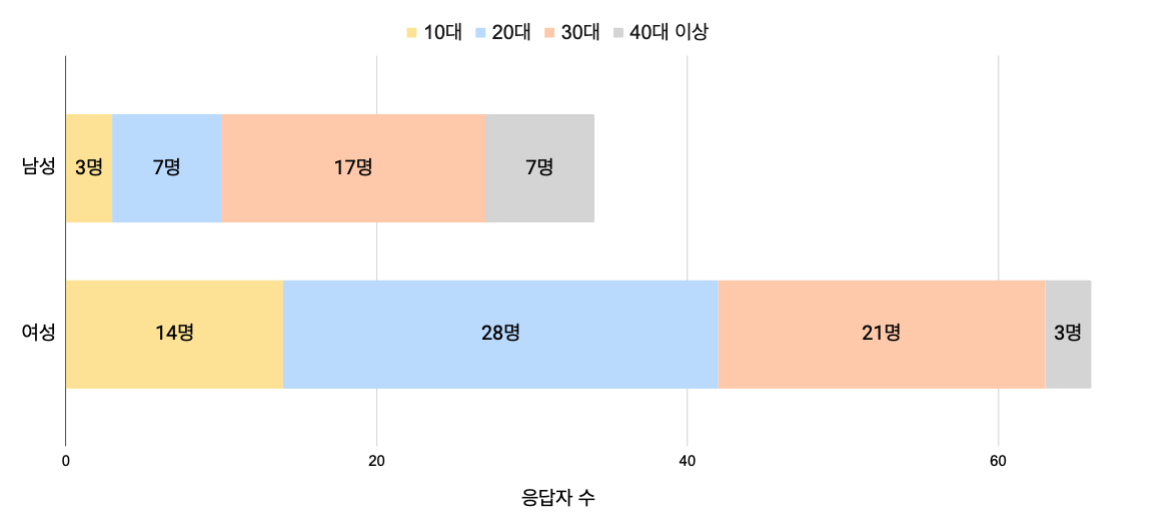 10대 20대 30대 40대 이상
남성 3명 7명 17명 7명
여성 14명 28명 21명 3명
0 20 40 60
응답자 수